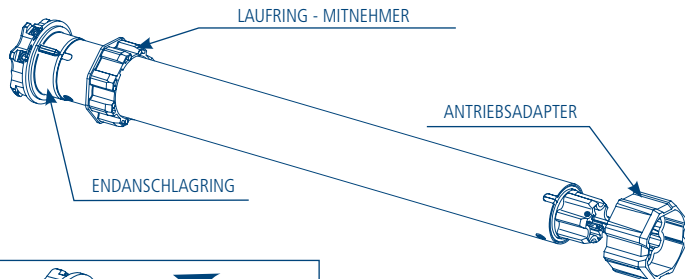 LAUFRING - MITNEHMER
ANTRIEBSADAPTER
ENDANSCHLAGRING